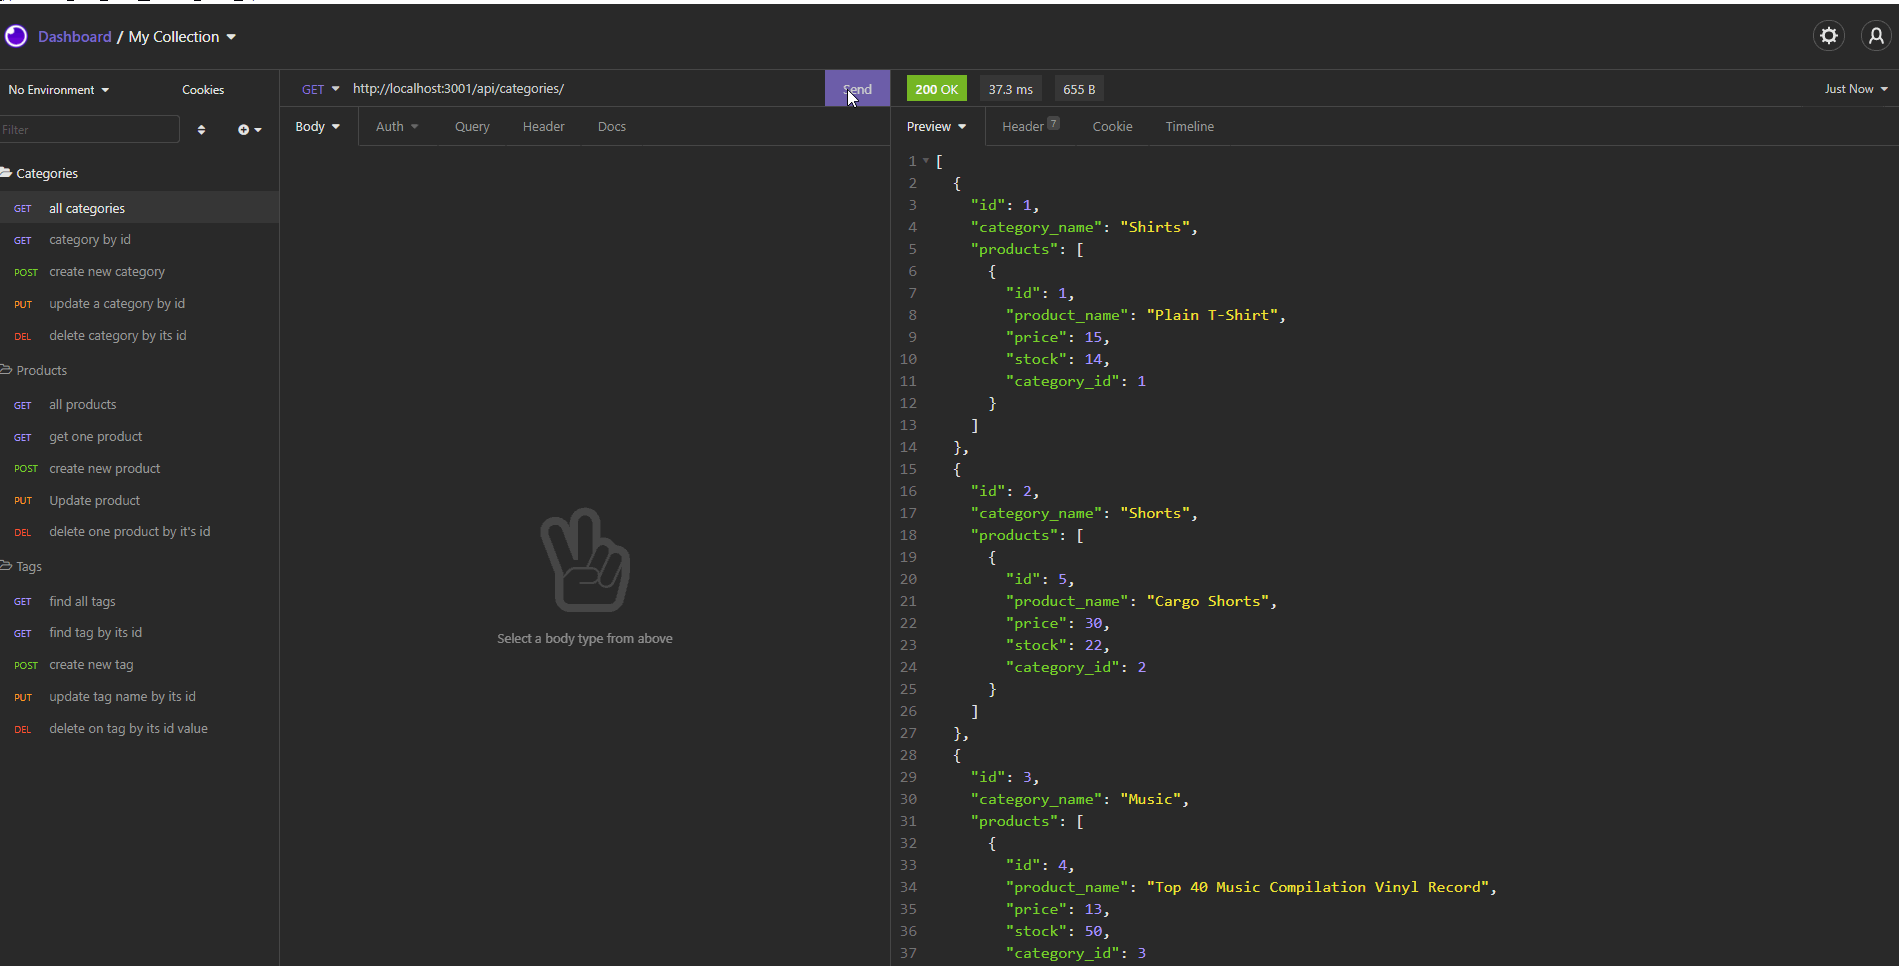 Dashboard / My Collection
No Environment Cookies
Filter
Categories
GET all categories
GET category by id
POST create new category
PUT update a category by id
DEL delete category by its id
Products
GET all products
GET get one product
POST create new product
PUT Update product
DEL delete one product by it's id
Tags
GET find all tags
GET find tag by its id
POST create new tag
PUT update tag name by its id
DEL delete on tag by its id value
GET http://localhost:3001/api/categories/ Send
Body Auth Query Header Docs
Select a body type from above
200 OK 37.3 ms 655 B Just Now
Preview Header 7 Cookie Timeline
1 [
2 {
3 "id": 1,
4 "category_name": "Shirts",
5 "products": [
6 {
7 "id": 1,
8 "product_name": "Plain T-Shirt",
9 "price": 15,
10 "stock": 14,
11 "category_id": 1
12 }
13 ]
14 },
15 {
16 "id": 2,
17 "category_name": "Shorts",
18 "products": [
19 {
20 "id": 5,
21 "product_name": "Cargo Shorts",
22 "price": 30,
23 "stock": 22,
24 "category_id": 2
25 }
26 ]
27 },
28 {
29 "id": 3,
30 "category_name": "Music",
31 "products": [
32 {
33 "id": 4,
34 "product_name": "Top 40 Music Compilation Vinyl Record",
35 "price": 13,
36 "stock": 50,
37 "category_id": 3